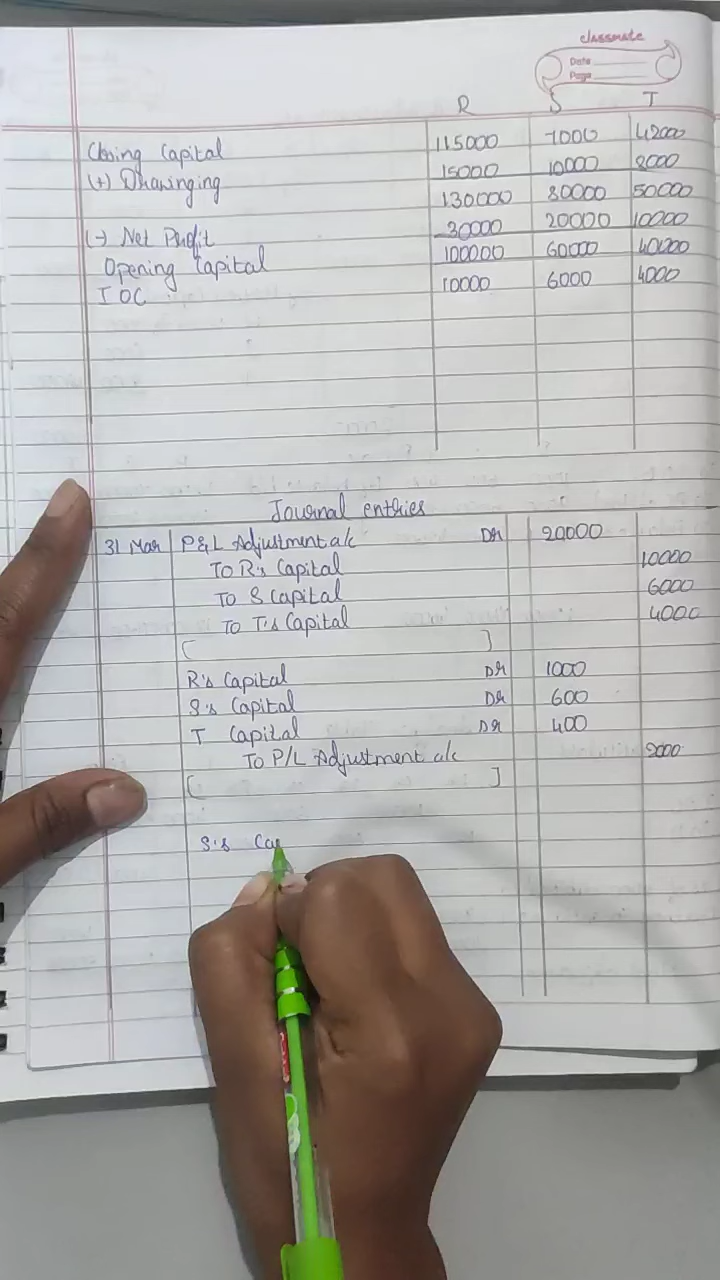 classmate
Date
Page
R S T
Closing Capital 115000 7000 42000
(+) Drawinging 15000 10000 8000
130000 80000 50000
(-) Net Profit 30000 20000 10000
Opening Capital 100000 60000 40000
IOC 10000 6000 4000
Journal entries
31 Mar P&L Adjustment a/c Dr 20000
To R's Capital 10000
To S Capital 6000
To T's Capital 4000
[ ]
R's Capital Dr 1000
S's Capital Dr 600
T Capital Dr 400
To P/L Adjustment a/c 2000
[ ]
S's Cap